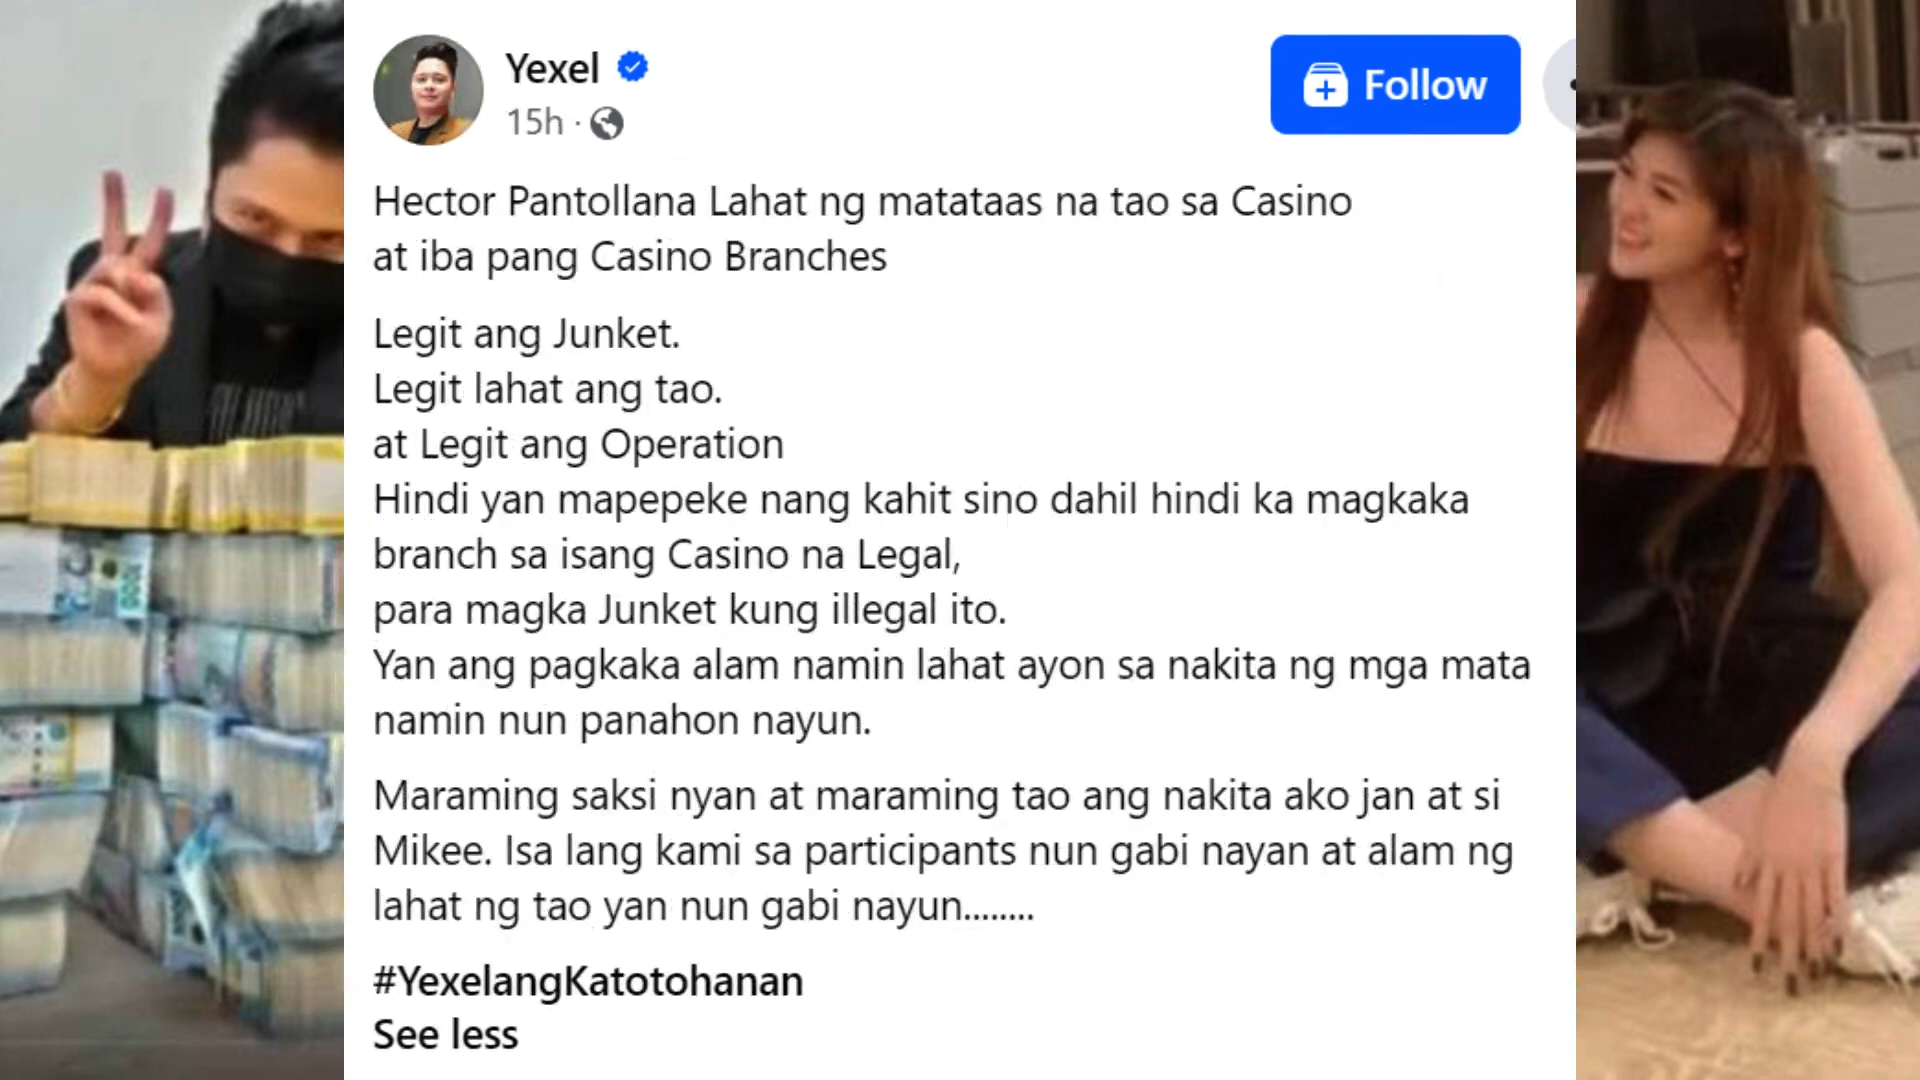 Yexel
15h ·
Follow
Hector Pantollana Lahat ng matataas na tao sa Casino
at iba pang Casino Branches
Legit ang Junket.
Legit lahat ang tao.
at Legit ang Operation
Hindi yan mapepeke nang kahit sino dahil hindi ka magkaka
branch sa isang Casino na Legal,
para magka Junket kung illegal ito.
Yan ang pagkaka alam namin lahat ayon sa nakita ng mga mata
namin nun panahon nayun.
Maraming saksi nyan at maraming tao ang nakita ako jan at si
Mikee. Isa lang kami sa participants nun gabi nayan at alam ng
lahat ng tao yan nun gabi nayun........
#YexelangKatotohanan
See less